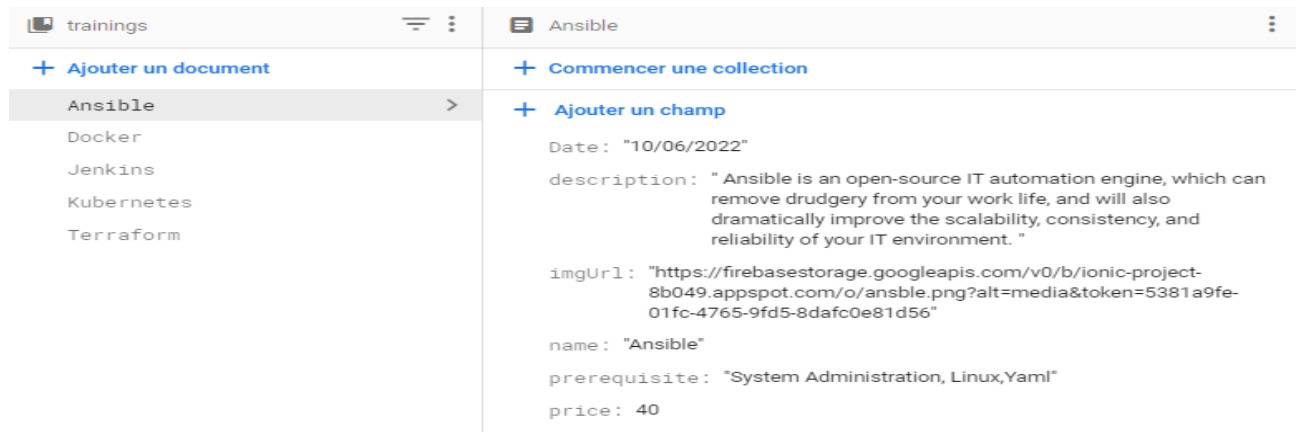 trainings
Ajouter un document
Ansible
Docker
Jenkins
Kubernetes
Terraform
Ansible
Commencer une collection
Ajouter un champ
Date: "10/06/2022"
description: " Ansible is an open-source IT automation engine, which can
remove drudgery from your work life, and will also
dramatically improve the scalability, consistency, and
reliability of your IT environment. "
imgUrl: "https://firebasestorage.googleapis.com/v0/b/ionic-project-
8b049.appspot.com/o/ansble.png?alt=media&token=5381a9fe-
01fc-4765-9fd5-8dafc0e81d56"
name: "Ansible"
prerequisite: "System Administration, Linux,Yaml"
price: 40